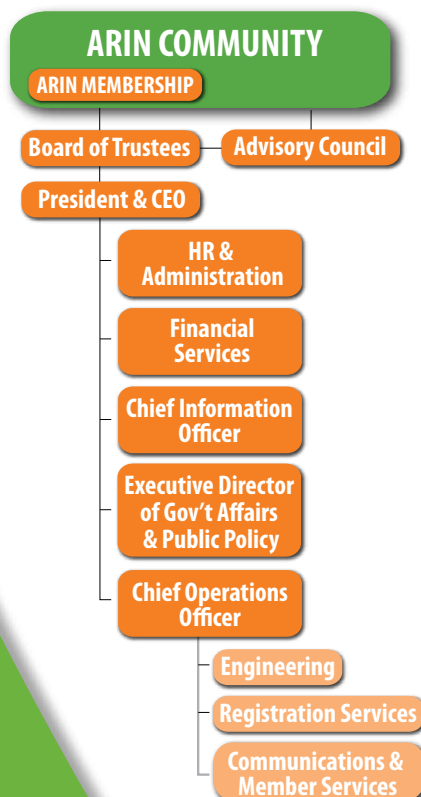 ARIN COMMUNITY
ARIN MEMBERSHIP
Board of Trustees
Advisory Council
President & CEO
HR &
Administration
Financial
Services
Chief Information
Officer
Executive Director
of Gov't Affairs
& Public Policy
Chief Operations
Officer
Engineering
Registration Services
Communications &
Member Services